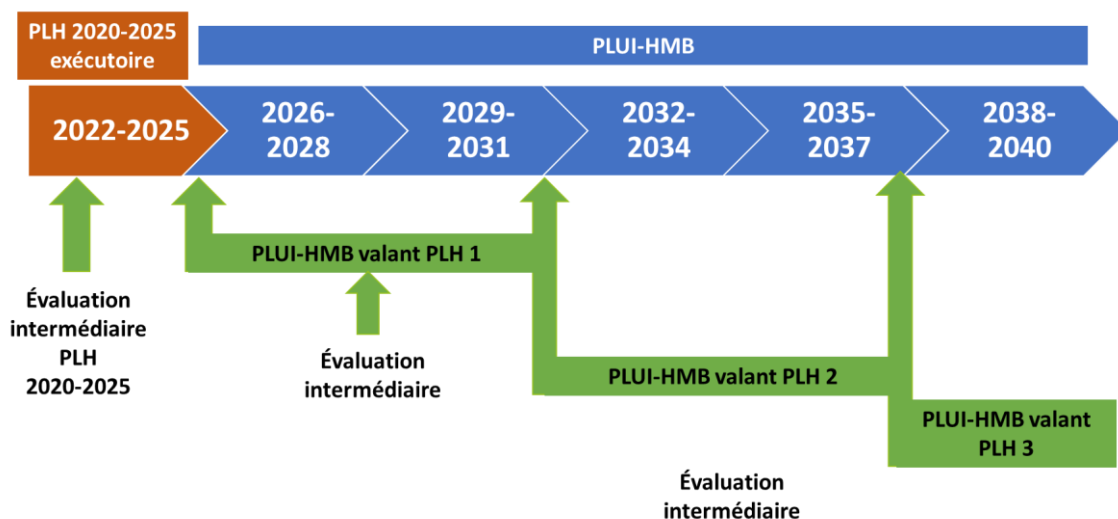 PLH 2020-2025
exécutoire
PLUI-HMB
2022-2025
2026-
2028
2029-
2031
2032-
2034
2035-
2037
2038-
2040
PLUI-HMB valant PLH 1
Évaluation
intermédiaire
PLH
2020-2025
Évaluation
intermédiaire
PLUI-HMB valant PLH 2
PLUI-HMB valant
PLH 3
Évaluation
intermédiaire